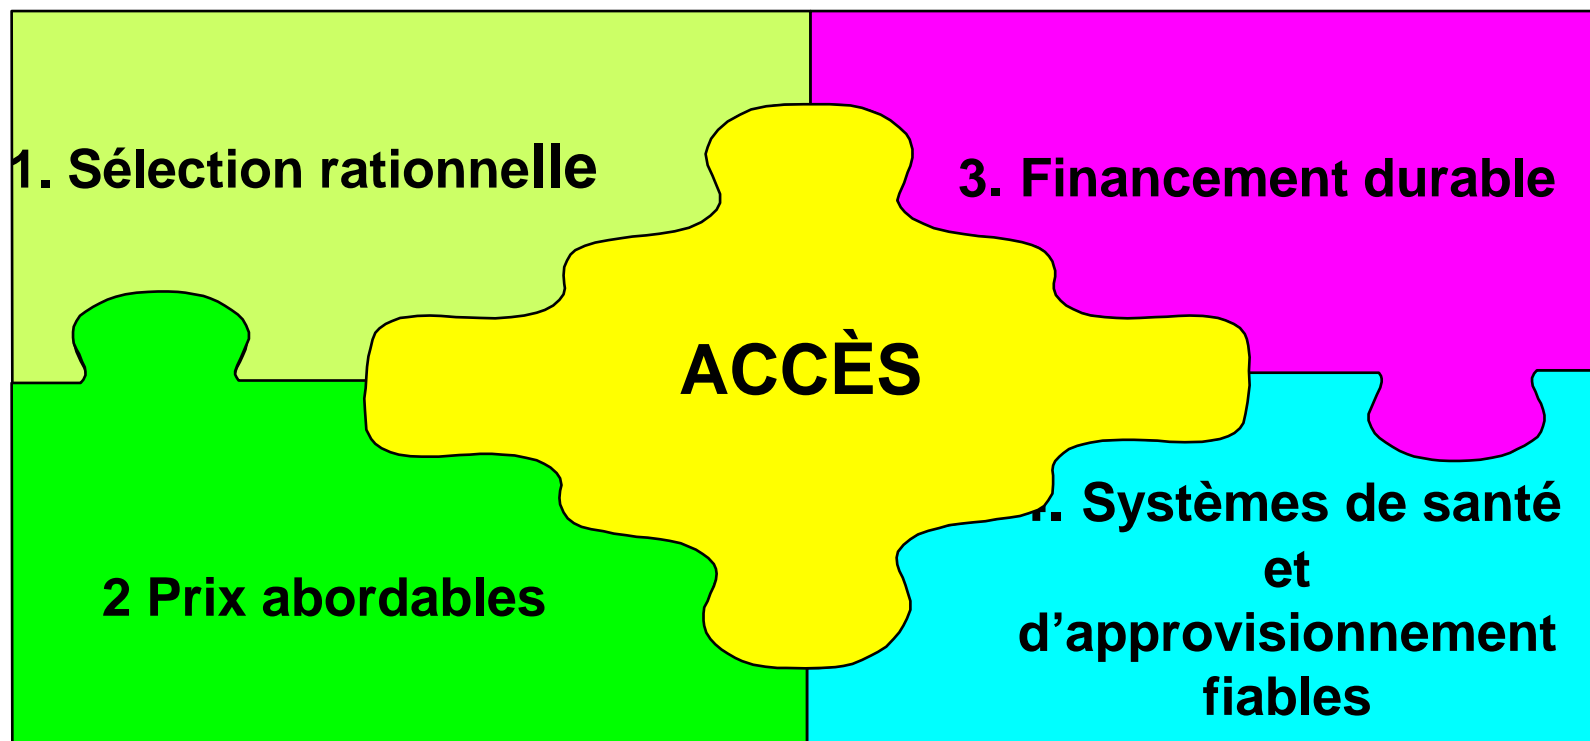 1. Sélection rationnelle
3. Financement durable
ACCÈS
2 Prix abordables
. Systèmes de santé
et
d’approvisionnement
fiables